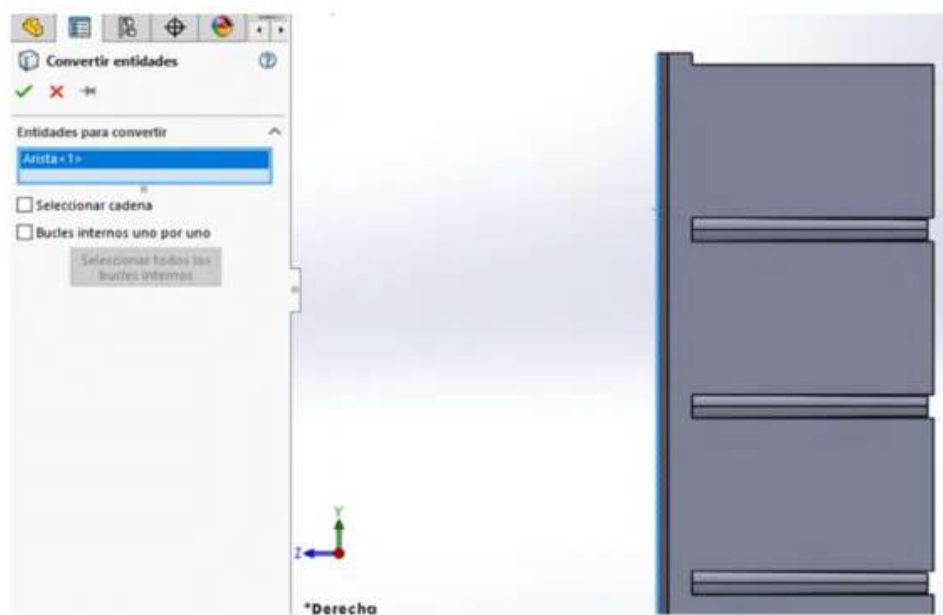 Convertir entidades
Entidades para convertir
Arista<1>
Seleccionar cadena
Bucles internos uno por uno
Seleccionar todos los
bucles internos
Y
Z
*Derecha